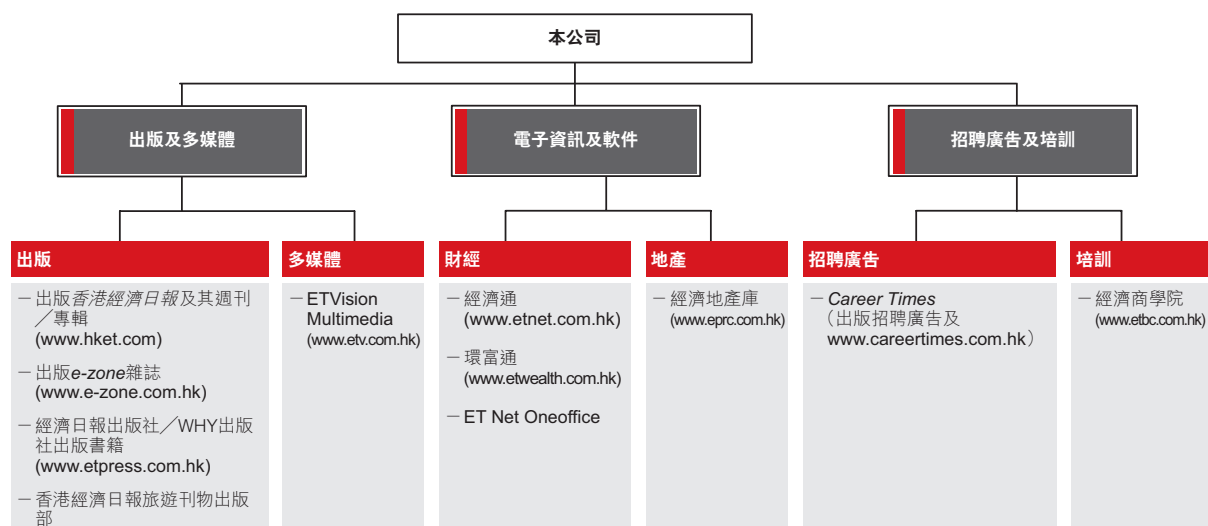 本公司
出版及多媒體
電子資訊及軟件
招聘廣告及培訓
出版
－出版香港經濟日報及其週刊
／專輯
(www.hket.com)
－出版e-zone雜誌
(www.e-zone.com.hk)
－經濟日報出版社／WHY出版
社出版書籍
(www.etpress.com.hk)
－香港經濟日報旅遊刊物出版
部
多媒體
－ETVision
Multimedia
(www.etv.com.hk)
財經
－經濟通
(www.etnet.com.hk)
－環富通
(www.etwealth.com.hk)
－ET Net Oneoffice
地產
－經濟地產庫
(www.eprc.com.hk)
招聘廣告
－Career Times
（出版招聘廣告及
www.careertimes.com.hk）
培訓
－經濟商學院
(www.etbc.com.hk)